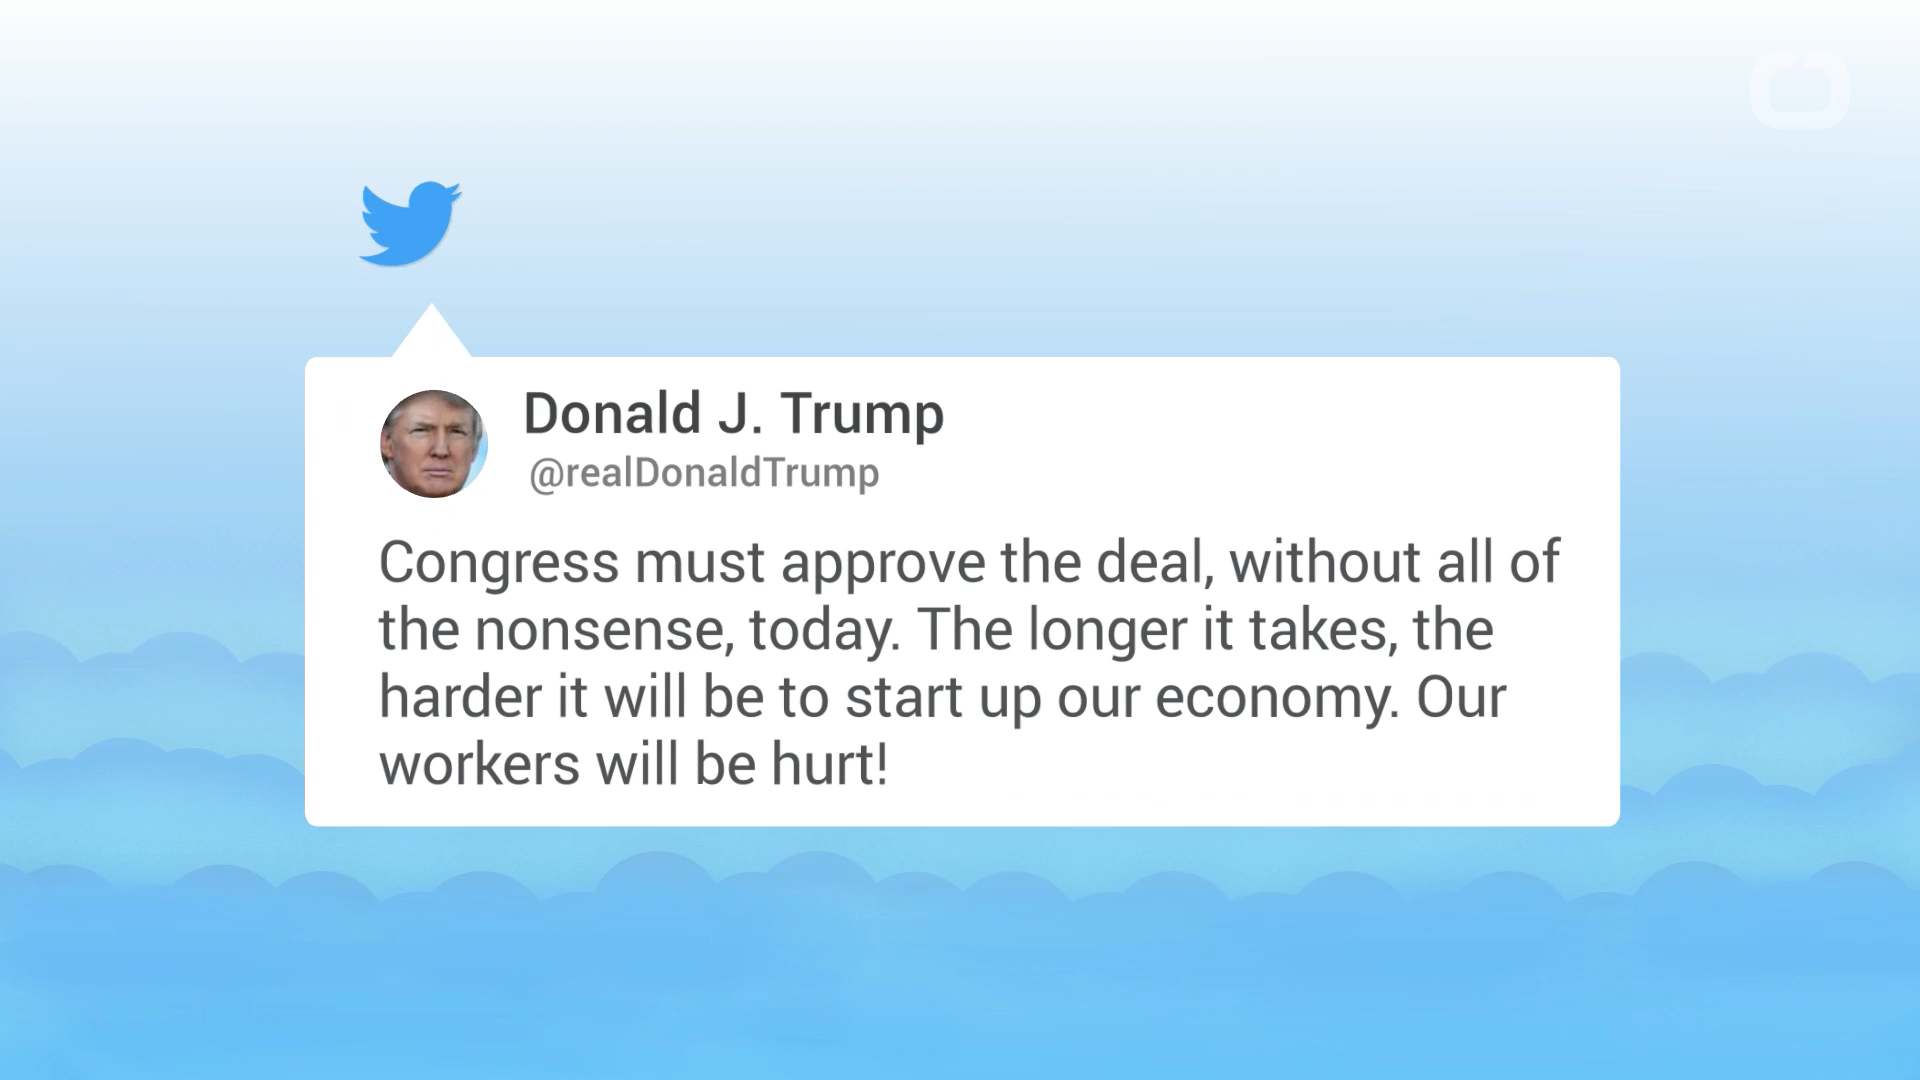 Donald J. Trump
@realDonaldTrump
Congress must approve the deal, without all of
the nonsense, today. The longer it takes, the
harder it will be to start up our economy. Our
workers will be hurt!